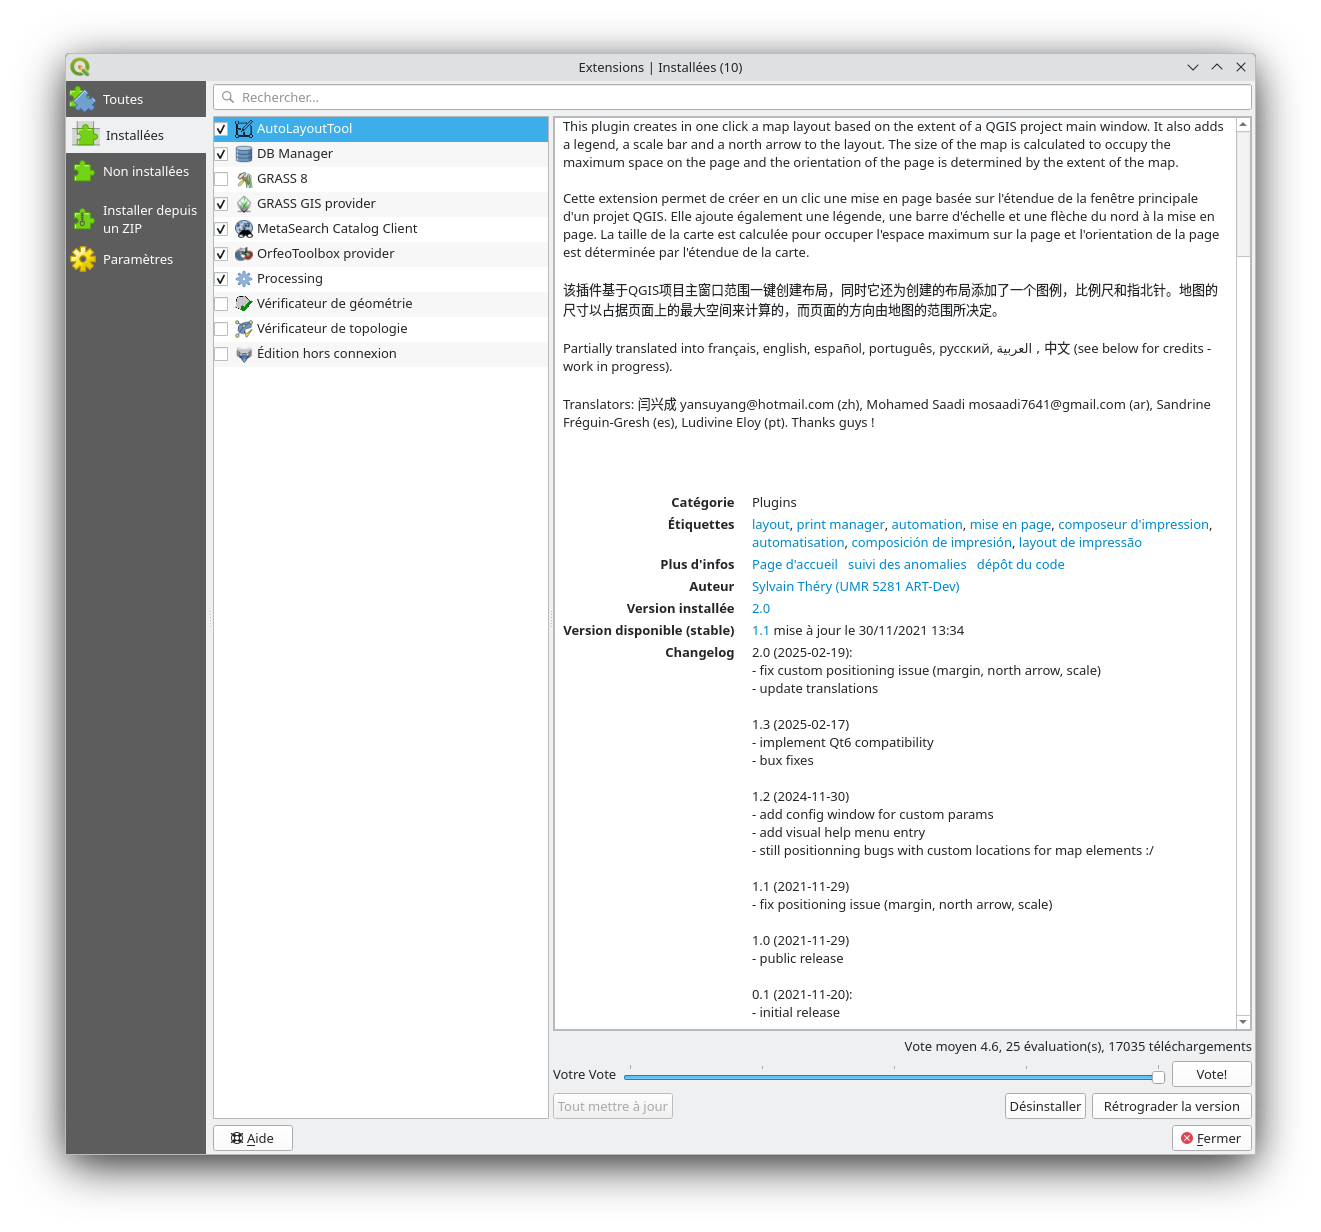 Extensions | Installées (10)
Toutes
Installées
Non installées
Installer depuis
un ZIP
Paramètres
Rechercher...
AutoLayoutTool
DB Manager
GRASS 8
GRASS GIS provider
MetaSearch Catalog Client
OrfeoToolbox provider
Processing
Vérificateur de géométrie
Vérificateur de topologie
Édition hors connexion
This plugin creates in one click a map layout based on the extent of a QGIS project main window. It also adds
a legend, a scale bar and a north arrow to the layout. The size of the map is calculated to occupy the
maximum space on the page and the orientation of the page is determined by the extent of the map.
Cette extension permet de créer en un clic une mise en page basée sur l'étendue de la fenêtre principale
d'un projet QGIS. Elle ajoute également une légende, une barre d'échelle et une flèche du nord à la mise en
page. La taille de la carte est calculée pour occuper l'espace maximum sur la page et l'orientation de la page
est déterminée par l'étendue de la carte.
该插件基于QGIS项目主窗口范围一键创建布局，同时它还为创建的布局添加了一个图例，比例尺和指北针。地图的
尺寸以占据页面上的最大空间来计算的，而页面的方向由地图的范围所决定。
Partially translated into français, english, español, português, русский, العربية , 中文 (see below for credits -
work in progress).
Translators: 闫兴成 yansuyang@hotmail.com (zh), Mohamed Saadi mosaadi7641@gmail.com (ar), Sandrine
Fréguin-Gresh (es), Ludivine Eloy (pt). Thanks guys !
Catégorie Plugins
Étiquettes layout, print manager, automation, mise en page, composeur d'impression,
automatisation, composición de impresión, layout de impressão
Plus d'infos Page d'accueil suivi des anomalies dépôt du code
Auteur Sylvain Théry (UMR 5281 ART-Dev)
Version installée 2.0
Version disponible (stable) 1.1 mise à jour le 30/11/2021 13:34
Changelog 2.0 (2025-02-19):
- fix custom positioning issue (margin, north arrow, scale)
- update translations
1.3 (2025-02-17)
- implement Qt6 compatibility
- bux fixes
1.2 (2024-11-30)
- add config window for custom params
- add visual help menu entry
- still positionning bugs with custom locations for map elements :/
1.1 (2021-11-29)
- fix positioning issue (margin, north arrow, scale)
1.0 (2021-11-29)
- public release
0.1 (2021-11-20):
- initial release
Vote moyen 4.6, 25 évaluation(s), 17035 téléchargements
Votre Vote Vote!
Tout mettre à jour Désinstaller Rétrograder la version
Aide Fermer